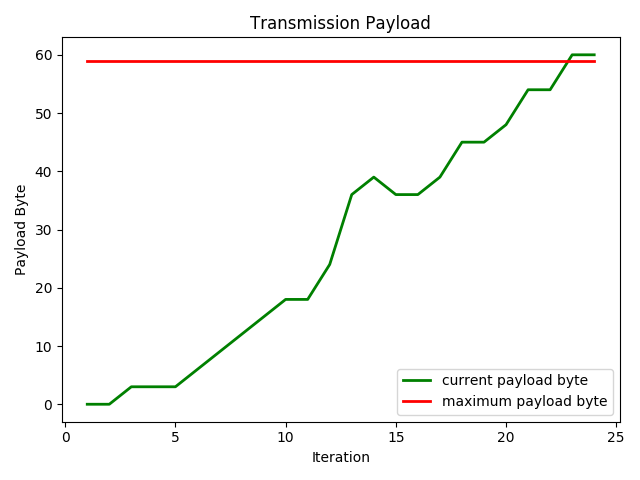 Transmission Payload
60
50
40
30
20
10
0
Payload Byte
0 5 10 15 20 25
Iteration
current payload byte
maximum payload byte